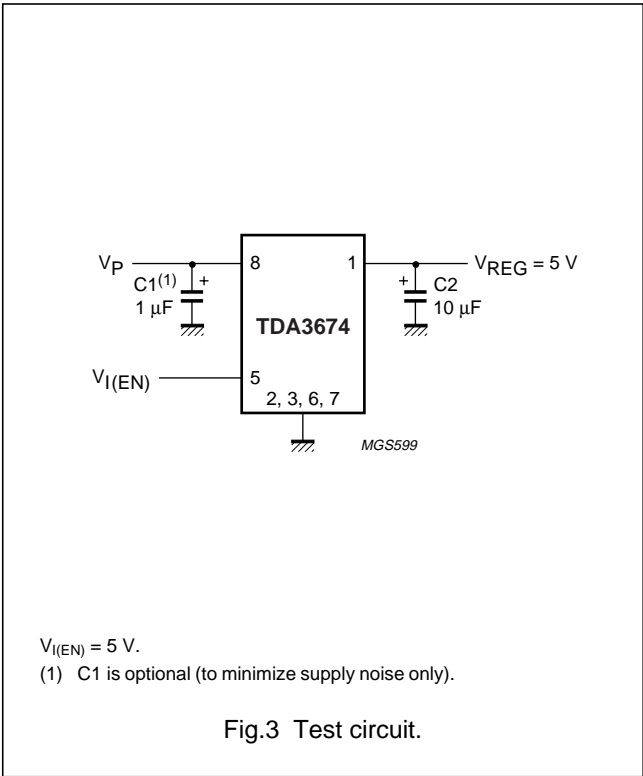 V_P
8
1
V_REG = 5 V
C1(1)
+
1 μF
+
C2
10 μF
TDA3674
V_I(EN)
5
2, 3, 6, 7
MGS599
V_I(EN) = 5 V.
(1) C1 is optional (to minimize supply noise only).
Fig.3 Test circuit.